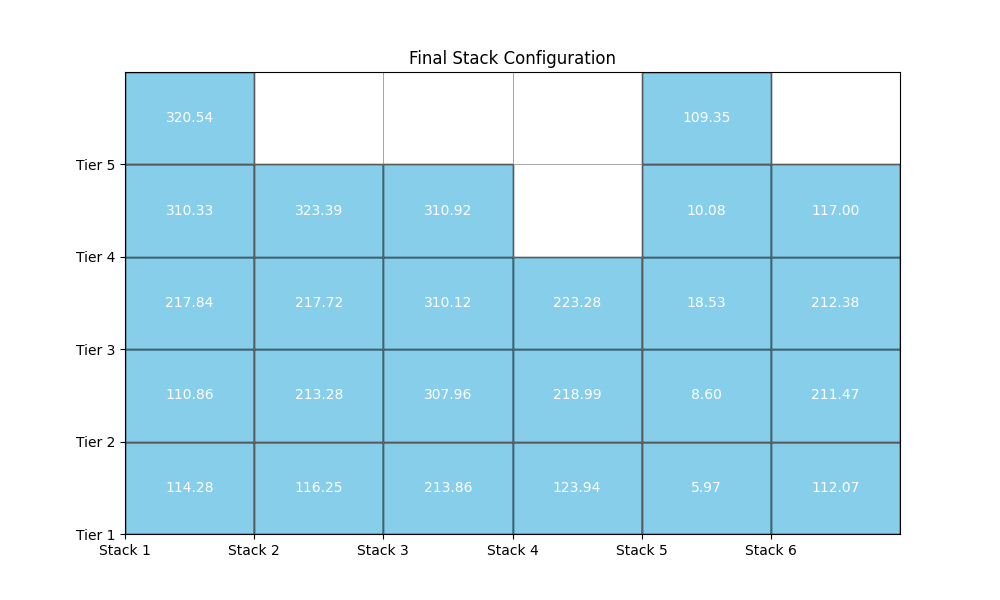 Final Stack Configuration
320.54 109.35
Tier 5
310.33 323.39 310.92 10.08 117.00
Tier 4
217.84 217.72 310.12 223.28 18.53 212.38
Tier 3
110.86 213.28 307.96 218.99 8.60 211.47
Tier 2
114.28 116.25 213.86 123.94 5.97 112.07
Tier 1
Stack 1 Stack 2 Stack 3 Stack 4 Stack 5 Stack 6